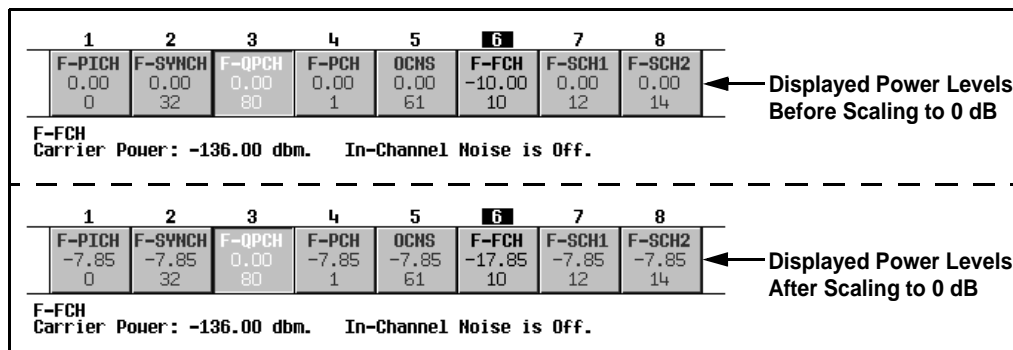 1 2 3 4 5 6 7 8
F-PICH F-SYNCH F-QPCH F-PCH OCNS F-FCH F-SCH1 F-SCH2
0.00 0.00 0.00 0.00 0.00 -10.00 0.00 0.00
0 32 80 1 61 10 12 14
Displayed Power Levels
Before Scaling to 0 dB
F-FCH
Carrier Power: -136.00 dbm. In-Channel Noise is Off.
1 2 3 4 5 6 7 8
F-PICH F-SYNCH F-QPCH F-PCH OCNS F-FCH F-SCH1 F-SCH2
-7.85 -7.85 0.00 -7.85 -7.85 -17.85 -7.85 -7.85
0 32 80 1 61 10 12 14
Displayed Power Levels
After Scaling to 0 dB
F-FCH
Carrier Power: -136.00 dbm. In-Channel Noise is Off.